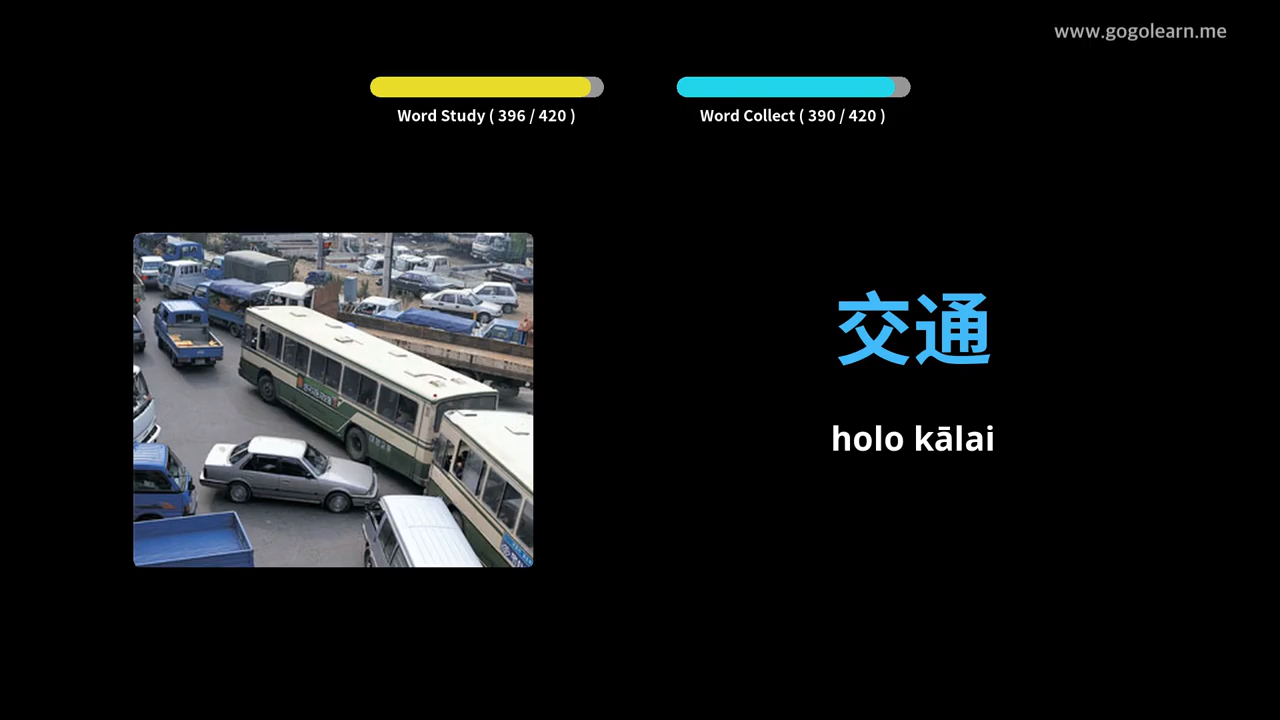 www.gogolearn.me
Word Study ( 396 / 420 )
Word Collect ( 390 / 420 )
交通
holo kālai